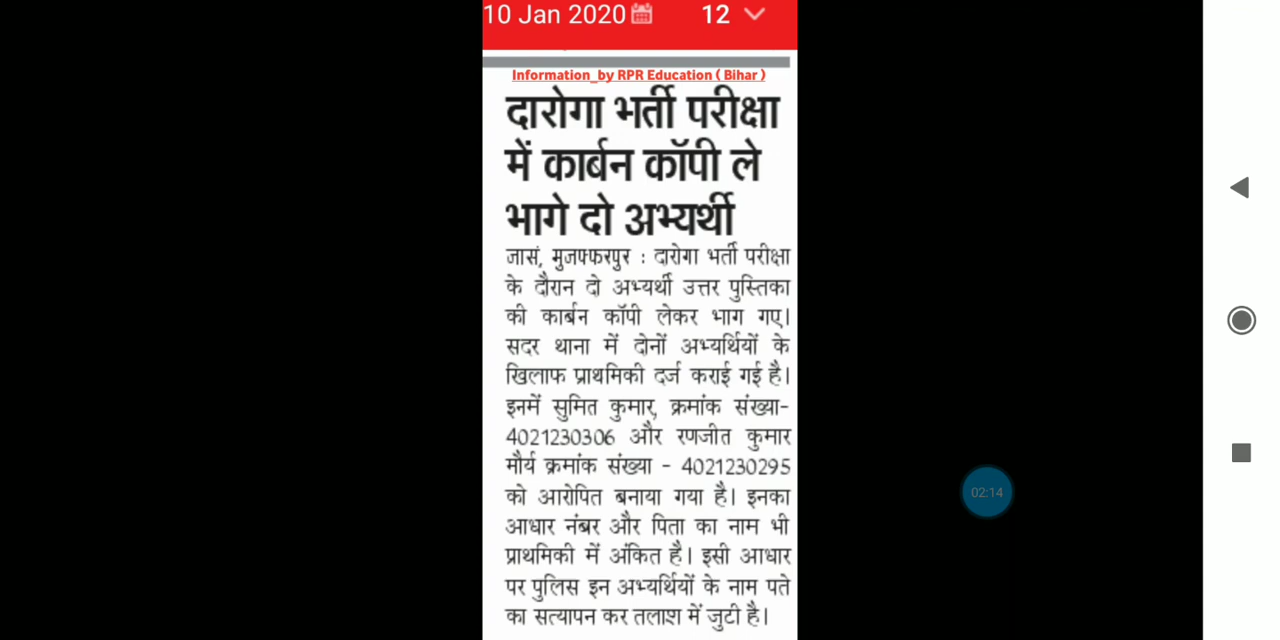 10 Jan 2020 12
Information_by RPR Education ( Bihar )
दारोगा भर्ती परीक्षा
में कार्बन कॉपी ले
भागे दो अभ्यर्थी
जासं, मुजफ्फरपुर : दारोगा भर्ती परीक्षा
के दौरान दो अभ्यर्थी उत्तर पुस्तिका
की कार्बन कॉपी लेकर भाग गए।
सदर थाना में दोनों अभ्यर्थियों के
खिलाफ प्राथमिकी दर्ज कराई गई है।
इनमें सुमित कुमार, क्रमांक संख्या-
4021230306 और रणजीत कुमार
मौर्य क्रमांक संख्या - 4021230295
को आरोपित बनाया गया है। इनका
आधार नंबर और पिता का नाम भी
प्राथमिकी में अंकित है। इसी आधार
पर पुलिस इन अभ्यर्थियों के नाम पते
का सत्यापन कर तलाश में जुटी है।
02:14